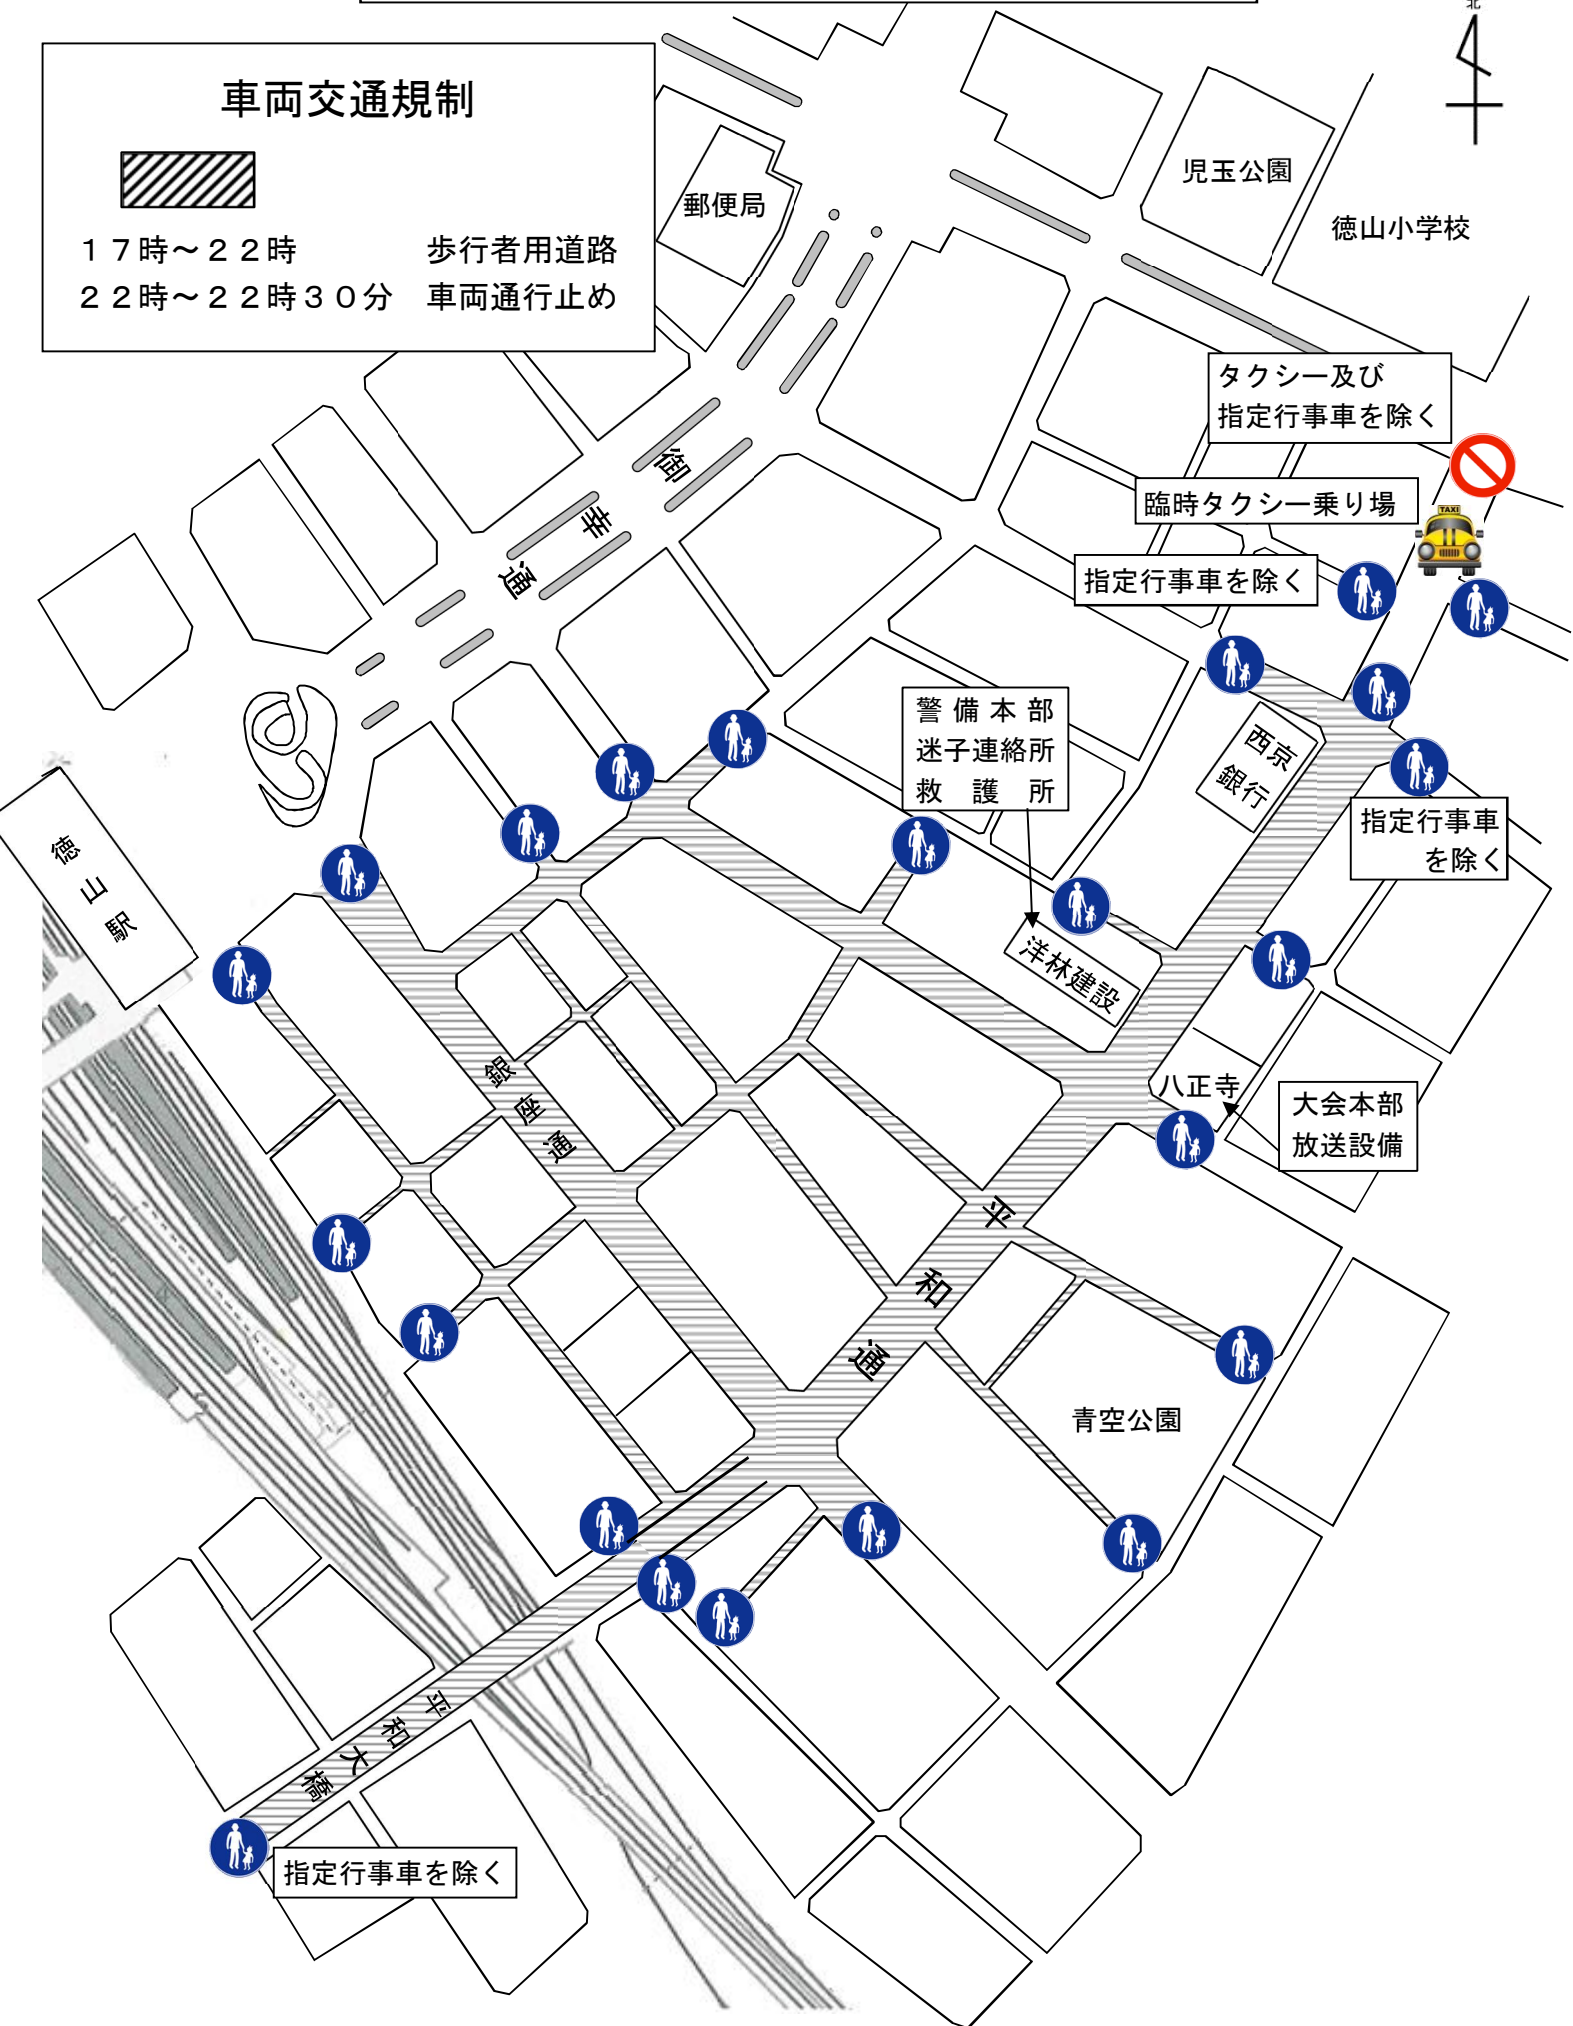 北
車両交通規制
１７時～２２時　歩行者用道路
２２時～２２時３０分　車両通行止め
郵便局
児玉公園
徳山小学校
タクシー及び
指定行事車を除く
臨時タクシー乗り場
TAXI
指定行事車を除く
御幸通
警備本部
迷子連絡所
救護所
西京
銀行
指定行事車
を除く
徳山駅
洋林建設
銀座通
八正寺
大会本部
放送設備
平和通
青空公園
平和大橋
指定行事車を除く